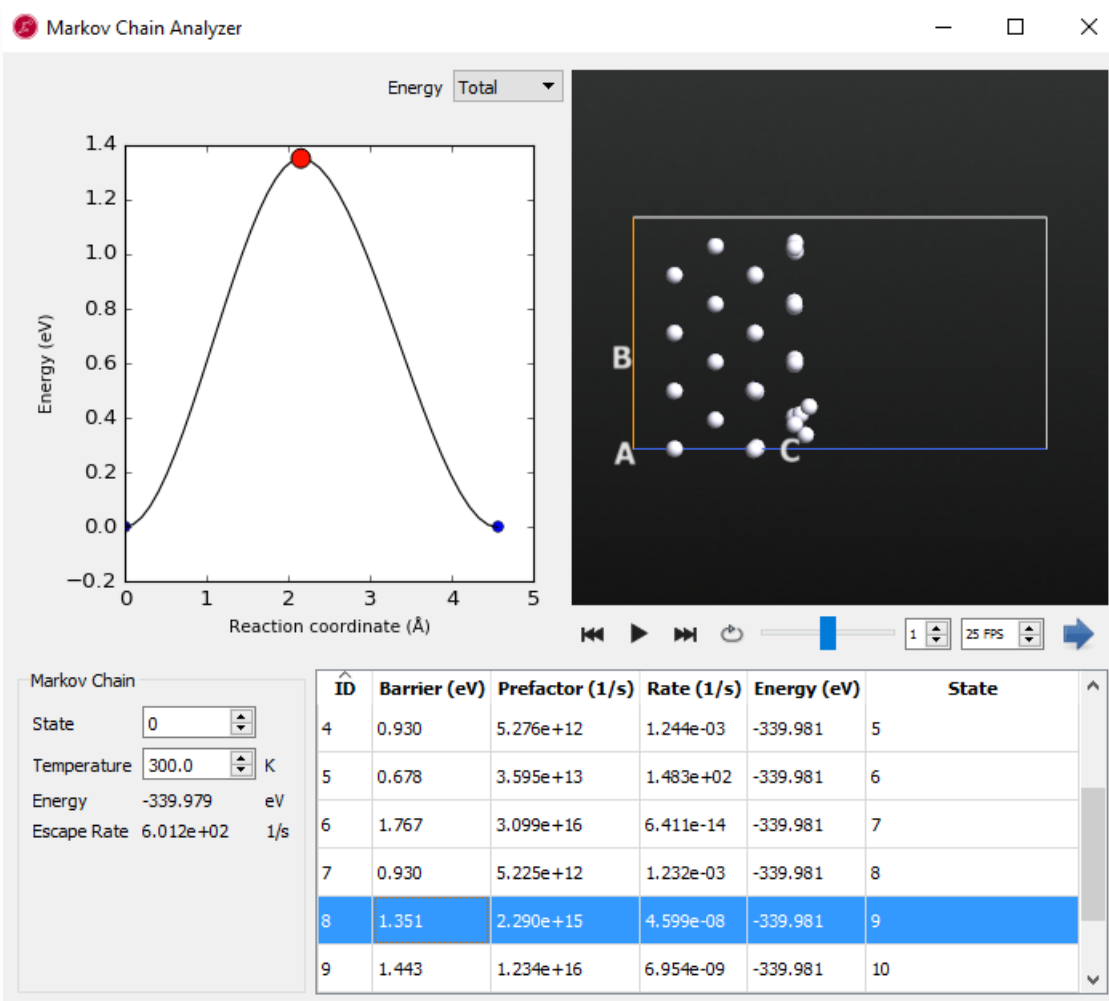 Markov Chain Analyzer
Energy Total
1.4
1.2
1.0
0.8
0.6
0.4
0.2
0.0
−0.2
Energy (eV)
0 1 2 3 4 5
Reaction coordinate (Å)
B
A
C
1 25 FPS
Markov Chain
State 0
Temperature 300.0 K
Energy -339.979 eV
Escape Rate 6.012e+02 1/s
ID Barrier (eV) Prefactor (1/s) Rate (1/s) Energy (eV) State
4 0.930 5.276e+12 1.244e-03 -339.981 5
5 0.678 3.595e+13 1.483e+02 -339.981 6
6 1.767 3.099e+16 6.411e-14 -339.981 7
7 0.930 5.225e+12 1.232e-03 -339.981 8
8 1.351 2.290e+15 4.599e-08 -339.981 9
9 1.443 1.234e+16 6.954e-09 -339.981 10